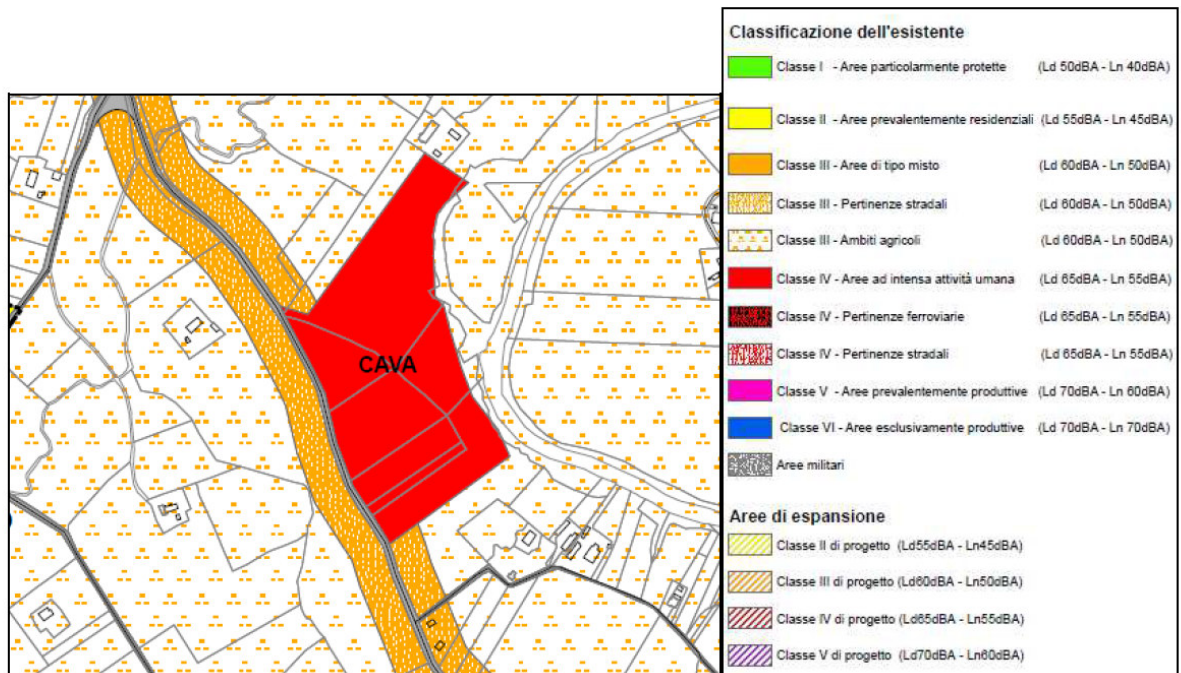 CAVA
Classificazione dell'esistente
Classe I - Aree particolarmente protette (Ld 50dBA - Ln 40dBA)
Classe II - Aree prevalentemente residenziali (Ld 55dBA - Ln 45dBA)
Classe III - Aree di tipo misto (Ld 60dBA - Ln 50dBA)
Classe III - Pertinenze stradali (Ld 60dBA - Ln 50dBA)
Classe III - Ambiti agricoli (Ld 60dBA - Ln 50dBA)
Classe IV - Aree ad intensa attività umana (Ld 65dBA - Ln 55dBA)
Classe IV - Pertinenze ferroviarie (Ld 65dBA - Ln 55dBA)
Classe IV - Pertinenze stradali (Ld 65dBA - Ln 55dBA)
Classe V - Aree prevalentemente produttive (Ld 70dBA - Ln 60dBA)
Classe VI - Aree esclusivamente produttive (Ld 70dBA - Ln 70dBA)
Aree militari
Aree di espansione
Classe II di progetto (Ld55dBA - Ln45dBA)
Classe III di progetto (Ld60dBA - Ln50dBA)
Classe IV di progetto (Ld65dBA - Ln55dBA)
Classe V di progetto (Ld70dBA - Ln60dBA)